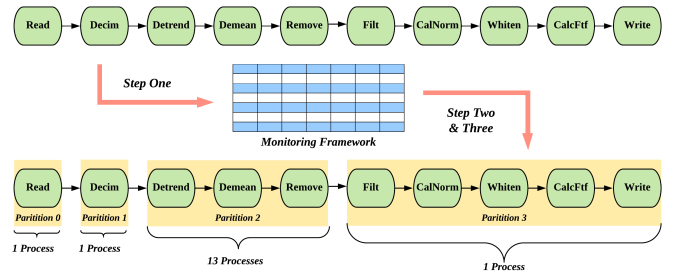 Read Decim Detrend Demean Remove Filt CalNorm Whiten CalcFtf Write
Step One
Step Two
& Three
Monitoring Framework
Read Decim Detrend Demean Remove Filt CalNorm Whiten CalcFtf Write
Paritition 0 Paritition 1 Paritition 2 Paritition 3
1 Process 1 Process 13 Processes 1 Process